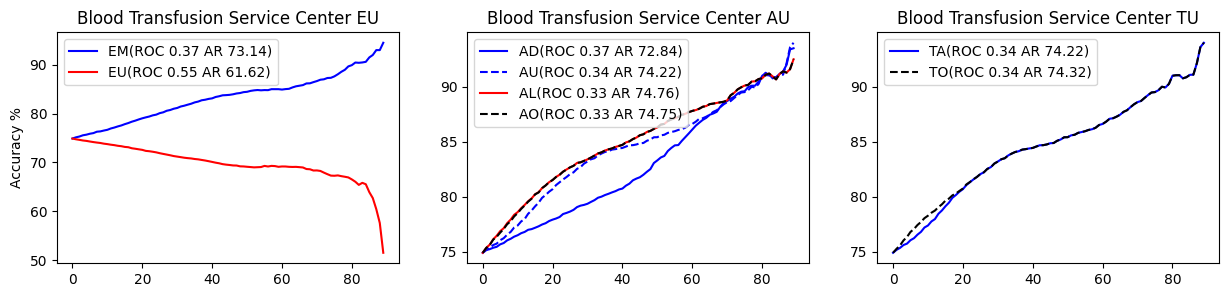 Blood Transfusion Service Center EU
EM(ROC 0.37 AR 73.14)
EU(ROC 0.55 AR 61.62)
Accuracy %
90
80
70
60
50
0
20
40
60
80
Blood Transfusion Service Center AU
AD(ROC 0.37 AR 72.84)
AU(ROC 0.34 AR 74.22)
AL(ROC 0.33 AR 74.76)
AO(ROC 0.33 AR 74.75)
90
85
80
75
0
20
40
60
80
Blood Transfusion Service Center TU
TA(ROC 0.34 AR 74.22)
TO(ROC 0.34 AR 74.32)
90
85
80
75
0
20
40
60
80